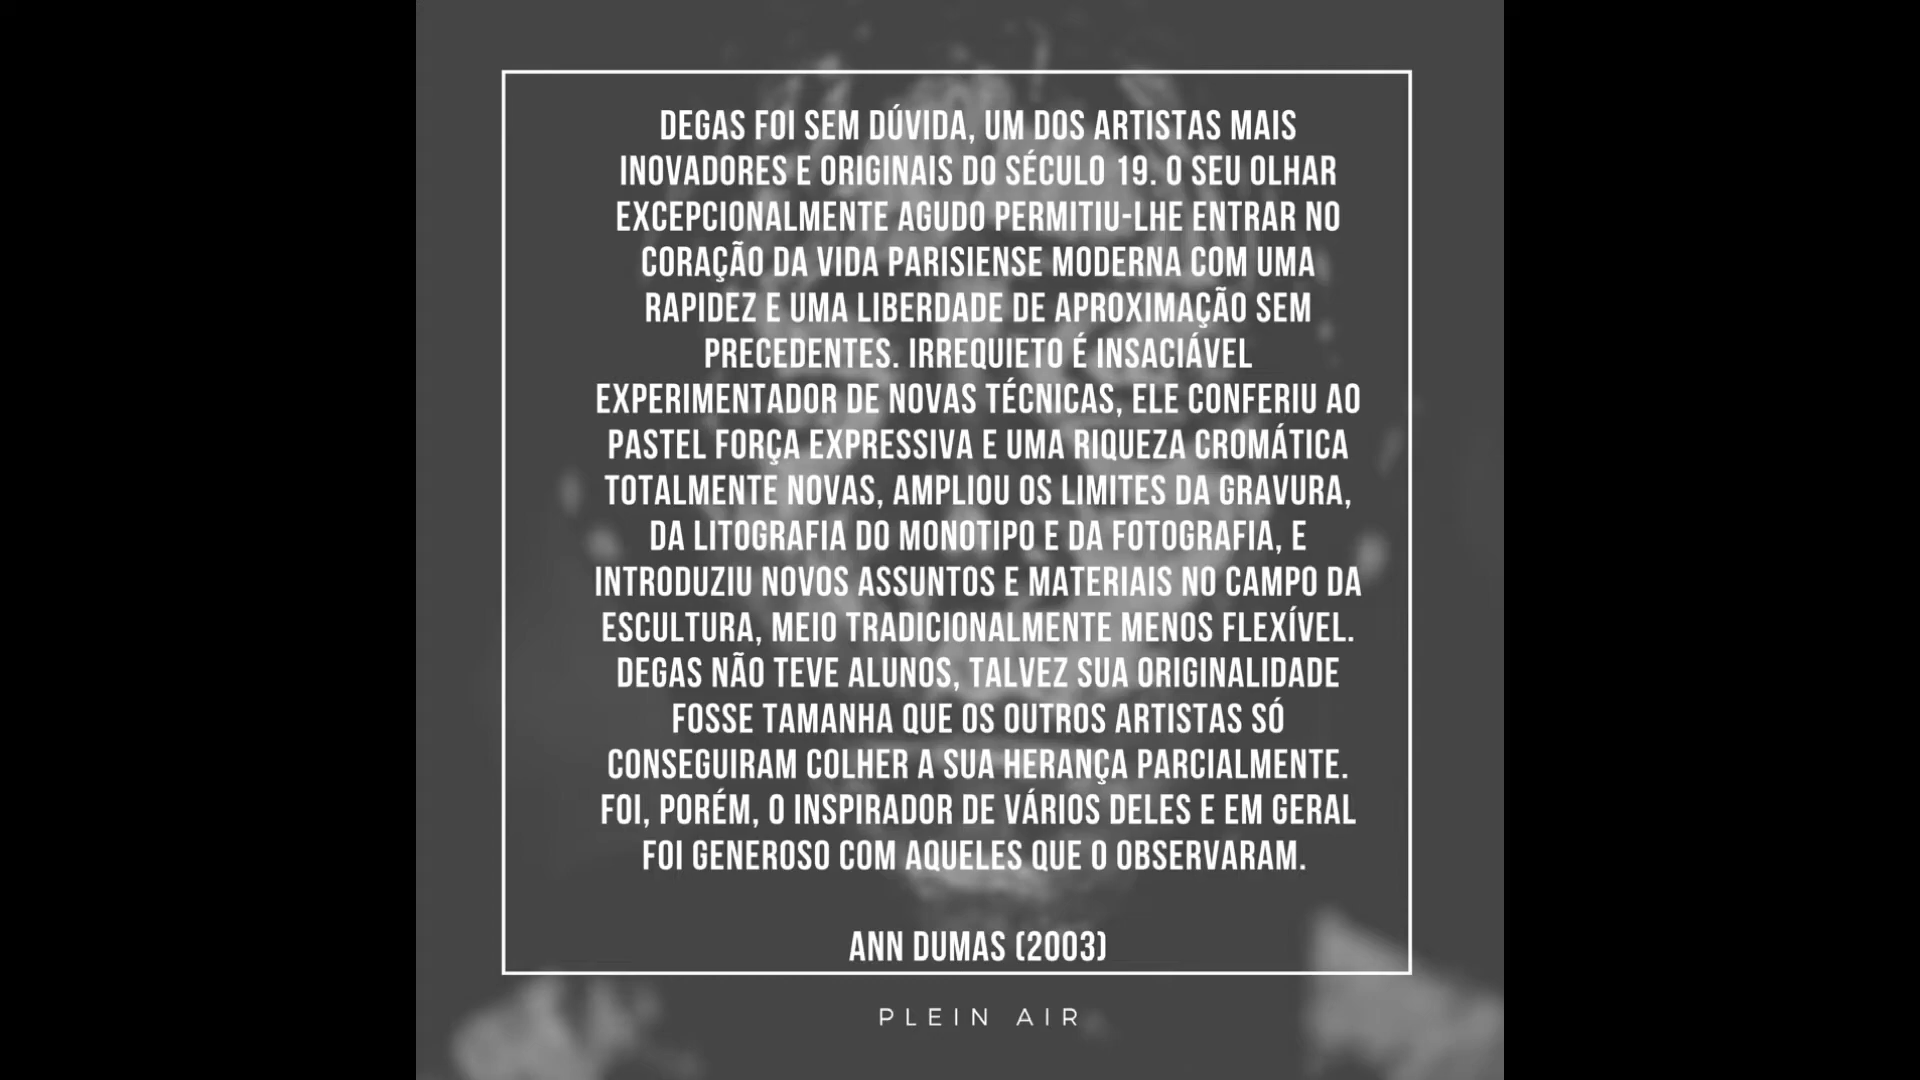 DEGAS FOI SEM DÚVIDA, UM DOS ARTISTAS MAIS
INOVADORES E ORIGINAIS DO SÉCULO 19. O SEU OLHAR
EXCEPCIONALMENTE AGUDO PERMITIU-LHE ENTRAR NO
CORAÇÃO DA VIDA PARISIENSE MODERNA COM UMA
RAPIDEZ E UMA LIBERDADE DE APROXIMAÇÃO SEM
PRECEDENTES. IRREQUIETO É INSACIÁVEL
EXPERIMENTADOR DE NOVAS TÉCNICAS, ELE CONFERIU AO
PASTEL FORÇA EXPRESSIVA E UMA RIQUEZA CROMÁTICA
TOTALMENTE NOVAS, AMPLIOU OS LIMITES DA GRAVURA,
DA LITOGRAFIA DO MONOTIPO E DA FOTOGRAFIA, E
INTRODUZIU NOVOS ASSUNTOS E MATERIAIS NO CAMPO DA
ESCULTURA, MEIO TRADICIONALMENTE MENOS FLEXÍVEL.
DEGAS NÃO TEVE ALUNOS, TALVEZ SUA ORIGINALIDADE
FOSSE TAMANHA QUE OS OUTROS ARTISTAS SÓ
CONSEGUIRAM COLHER A SUA HERANÇA PARCIALMENTE.
FOI, PORÉM, O INSPIRADOR DE VÁRIOS DELES E EM GERAL
FOI GENEROSO COM AQUELES QUE O OBSERVARAM.
ANN DUMAS (2003)
PLEIN AIR